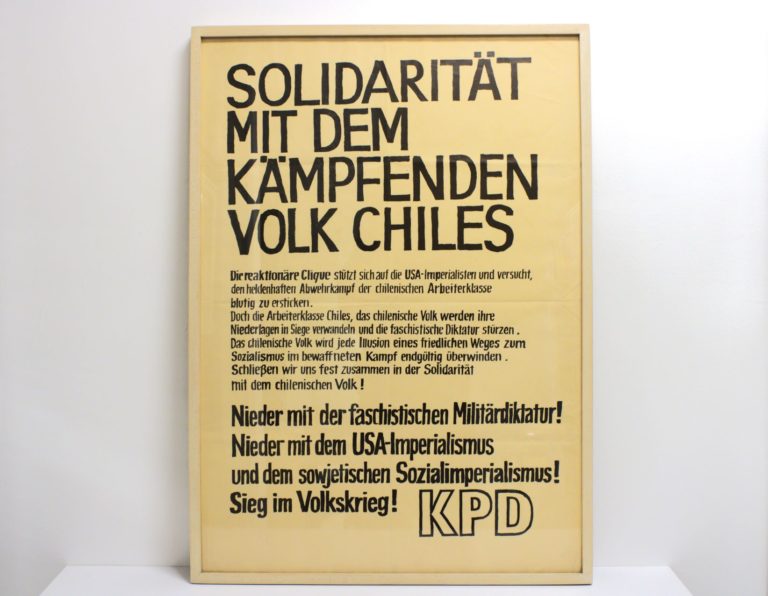 SOLIDARITÄT
MIT DEM
KÄMPFENDEN
VOLK CHILES
Die reaktionäre Clique stützt sich auf die USA-Imperialisten und versucht,
den heldenhaften Abwehrkampf der chilenischen Arbeiterklasse
blutig zu ersticken.
Doch die Arbeiterklasse Chiles, das chilenische Volk werden ihre
Niederlagen in Siege verwandeln und die faschistische Diktatur stürzen.
Das chilenische Volk wird jede Illusion eines friedlichen Weges zum
Sozialismus im bewaffneten Kampf endgültig überwinden.
Schließen wir uns fest zusammen in der Solidarität
mit dem chilenischen Volk!
Nieder mit der faschistischen Militärdiktatur!
Nieder mit dem USA-Imperialismus
und dem sowjetischen Sozialimperialismus!
Sieg im Volkskrieg! KPD